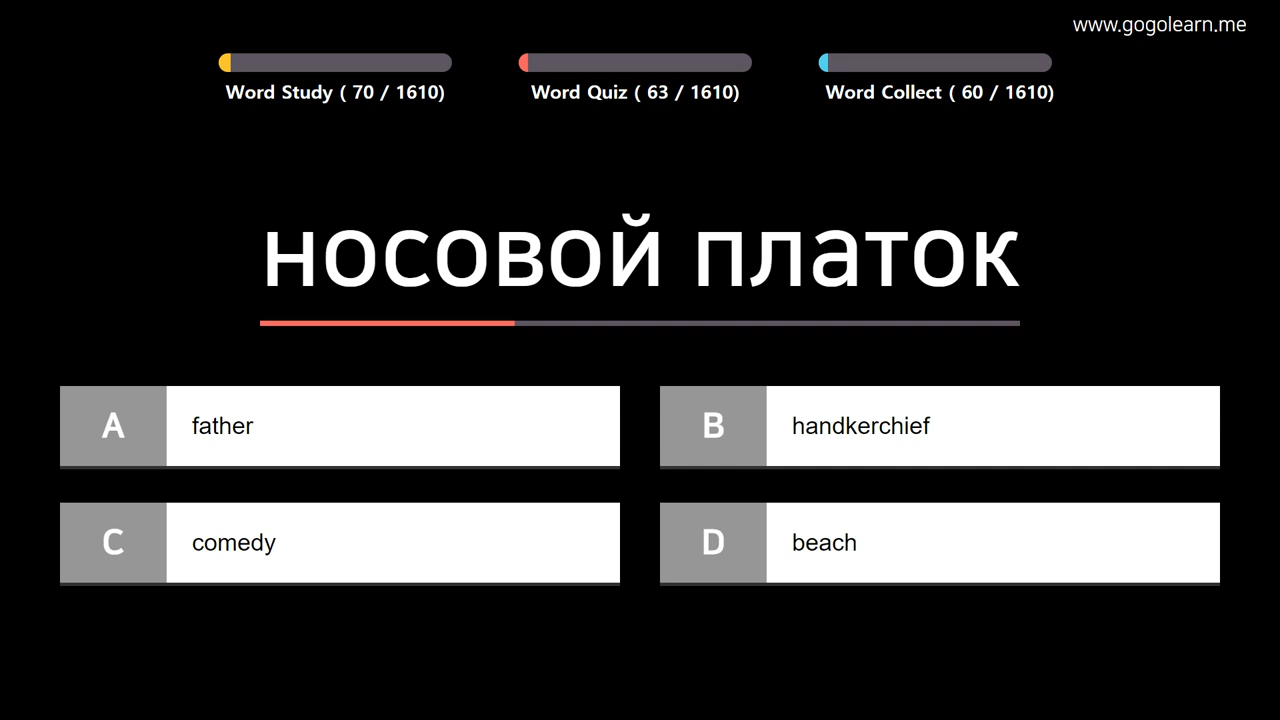 www.gogolearn.me
Word Study ( 70 / 1610)
Word Quiz ( 63 / 1610)
Word Collect ( 60 / 1610)
носовой платок
A father
B handkerchief
C comedy
D beach